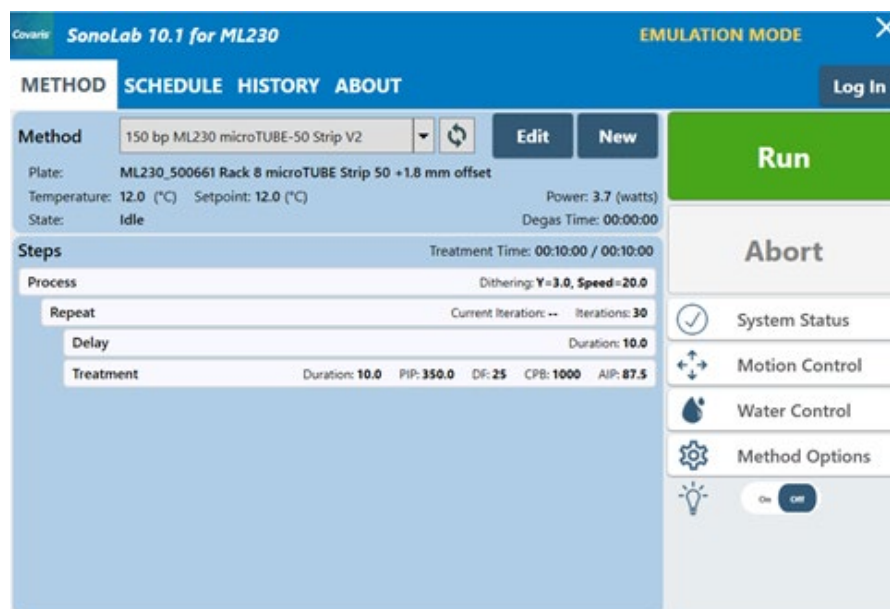 Covaris SonoLab 10.1 for ML230 EMULATION MODE
METHOD SCHEDULE HISTORY ABOUT Log In
Method 150 bp ML230 microTUBE-50 Strip V2 Edit New
Plate: ML230_500661 Rack 8 microTUBE Strip 50 +1.8 mm offset
Temperature: 12.0 (°C) Setpoint: 12.0 (°C) Power: 3.7 (watts)
State: Idle Degas Time: 00:00:00
Steps Treatment Time: 00:10:00 / 00:10:00
Process Dithering: Y=3.0, Speed=20.0
Repeat Current Iteration: -- Iterations: 30
Delay Duration: 10.0
Treatment Duration: 10.0 PIP: 350.0 DF: 25 CPB: 1000 AIP: 87.5
Run
Abort
System Status
Motion Control
Water Control
Method Options
On Off